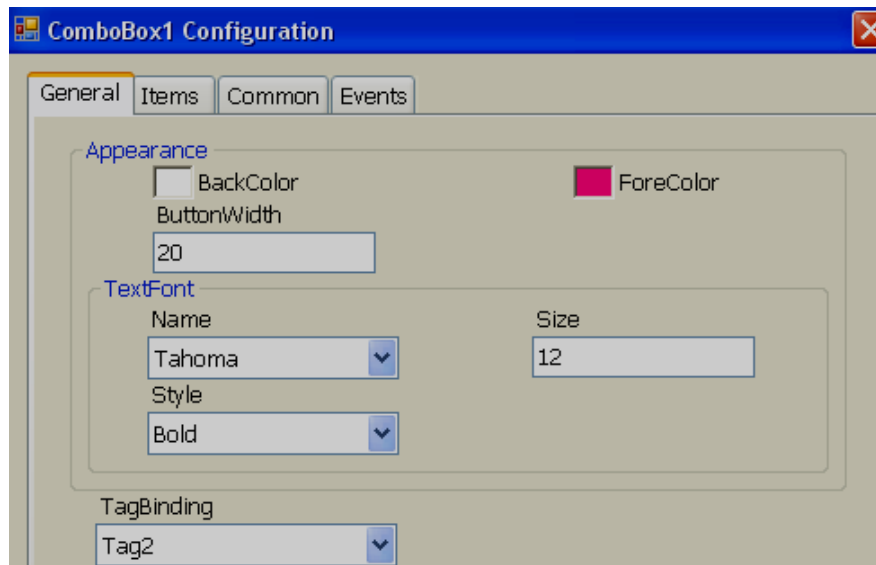 ComboBox1 Configuration
General Items Common Events
Appearance
BackColor ForeColor
ButtonWidth
20
TextFont
Name Size
Tahoma 12
Style
Bold
TagBinding
Tag2